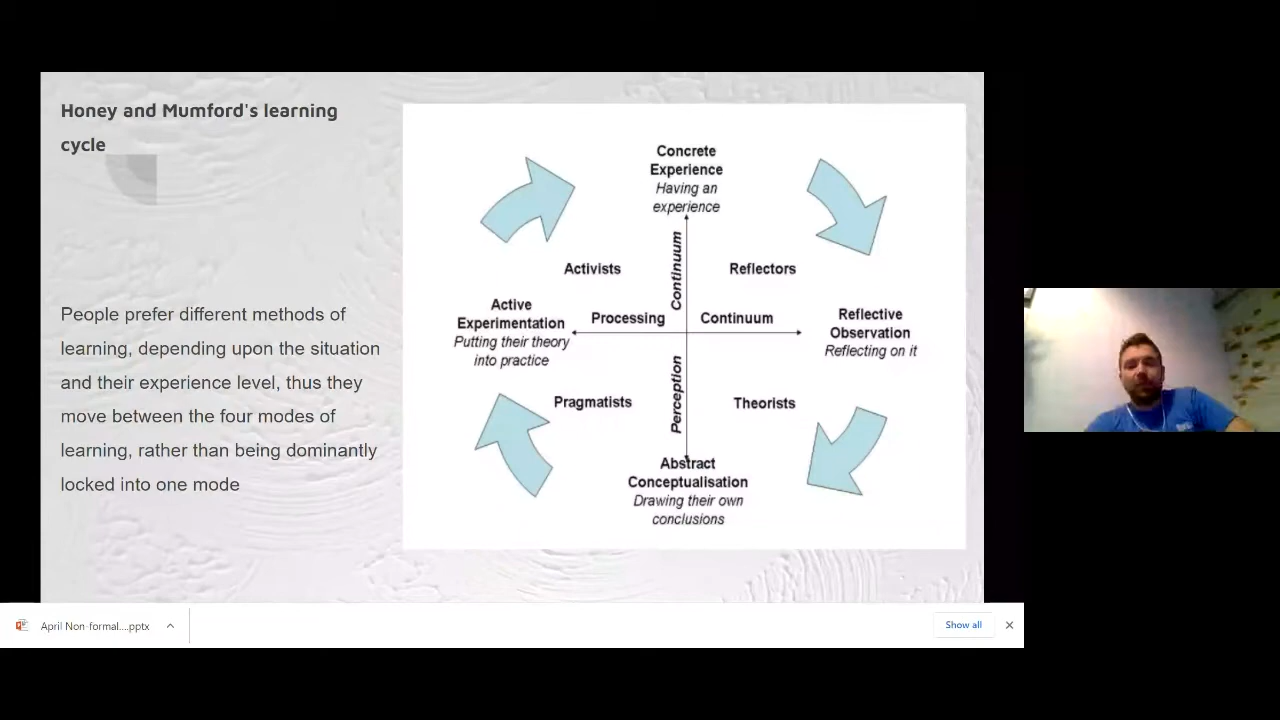 Honey and Mumford's learning
cycle
People prefer different methods of
learning, depending upon the situation
and their experience level, thus they
move between the four modes of
learning, rather than being dominantly
locked into one mode
Concrete
Experience
Having an
experience
Continuum
Activists
Reflectors
Active
Experimentation
Putting their theory
into practice
Processing
Continuum
Reflective
Observation
Reflecting on it
Perception
Pragmatists
Theorists
Abstract
Conceptualisation
Drawing their own
conclusions
April Non-formal....pptx
Show all